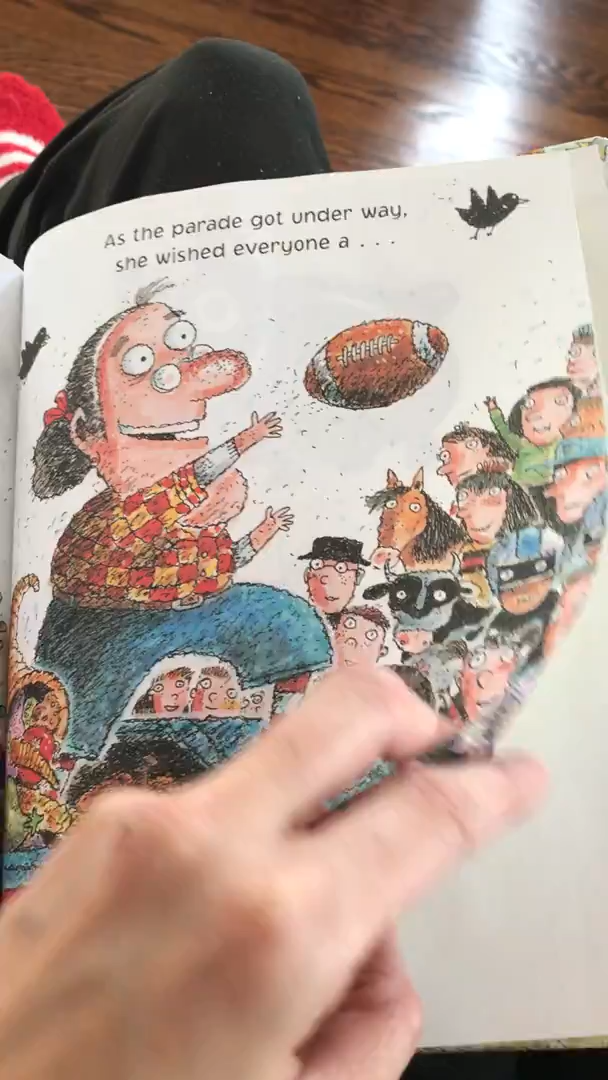 As the parade got under way,
she wished everyone a . . .